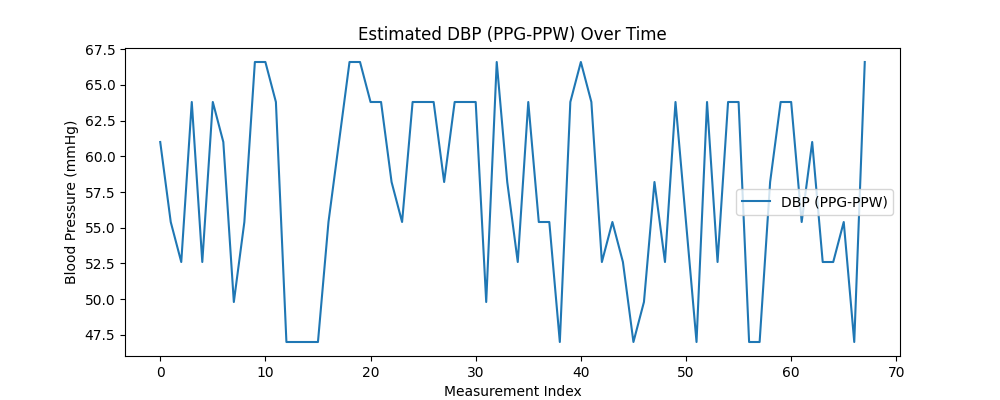 Estimated DBP (PPG-PPW) Over Time
Blood Pressure (mmHg)
67.5
65.0
62.5
60.0
57.5
55.0
52.5
50.0
47.5
DBP (PPG-PPW)
0 10 20 30 40 50 60 70
Measurement Index